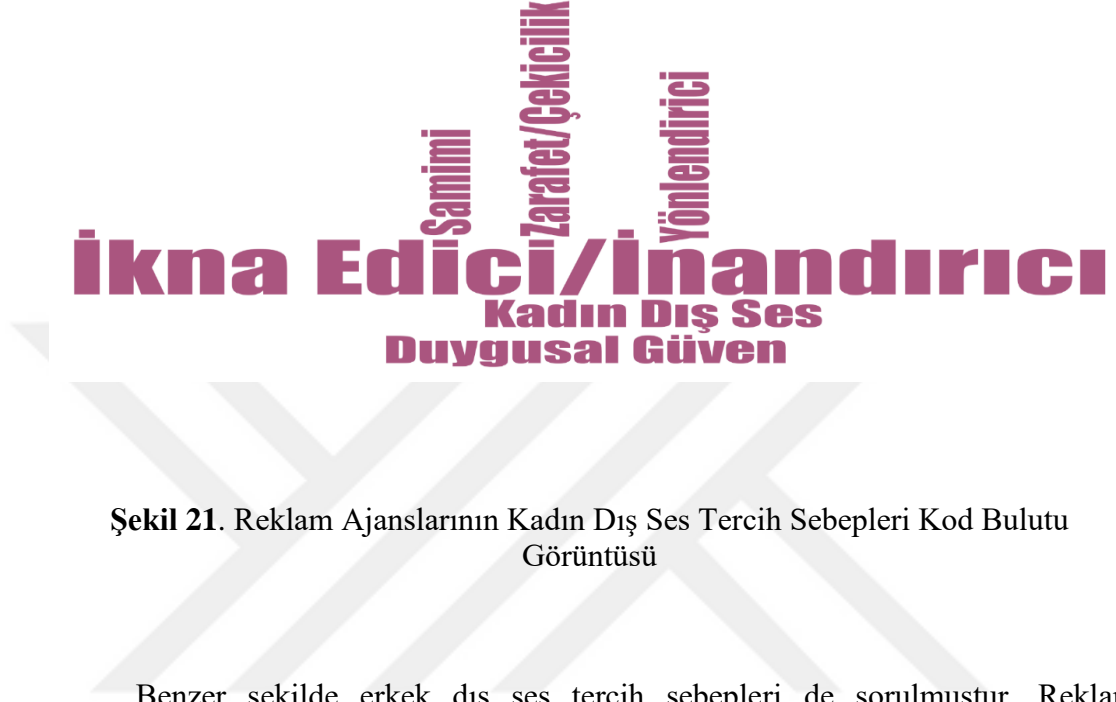 Samimi
Zarafet/Çekicilik
Yönlendirici
İkna Edici/İnandırıcı
Kadın Dış Ses
Duygusal Güven
Şekil 21. Reklam Ajanslarının Kadın Dış Ses Tercih Sebepleri Kod Bulutu
Görüntüsü
Benzer şekilde erkek dış ses tercih sebepleri de sorulmuştur. Reklam